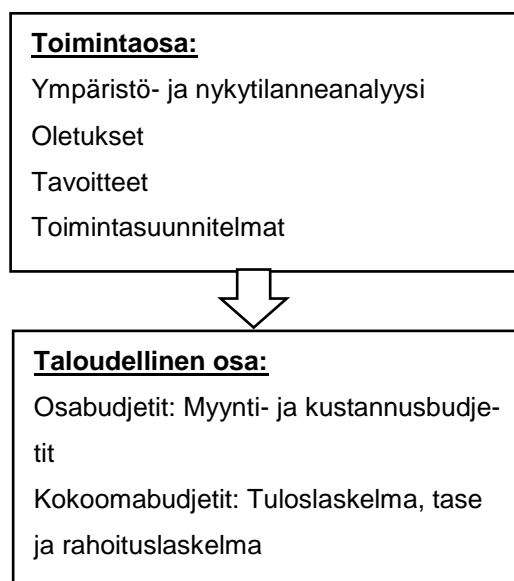 Toimintaosa:
Ympäristö- ja nykytilanneanalyysi
Oletukset
Tavoitteet
Toimintasuunnitelmat
Taloudellinen osa:
Osabudjetit: Myynti- ja kustannusbudje-
tit
Kokoomabudjetit: Tuloslaskelma, tase
ja rahoituslaskelma